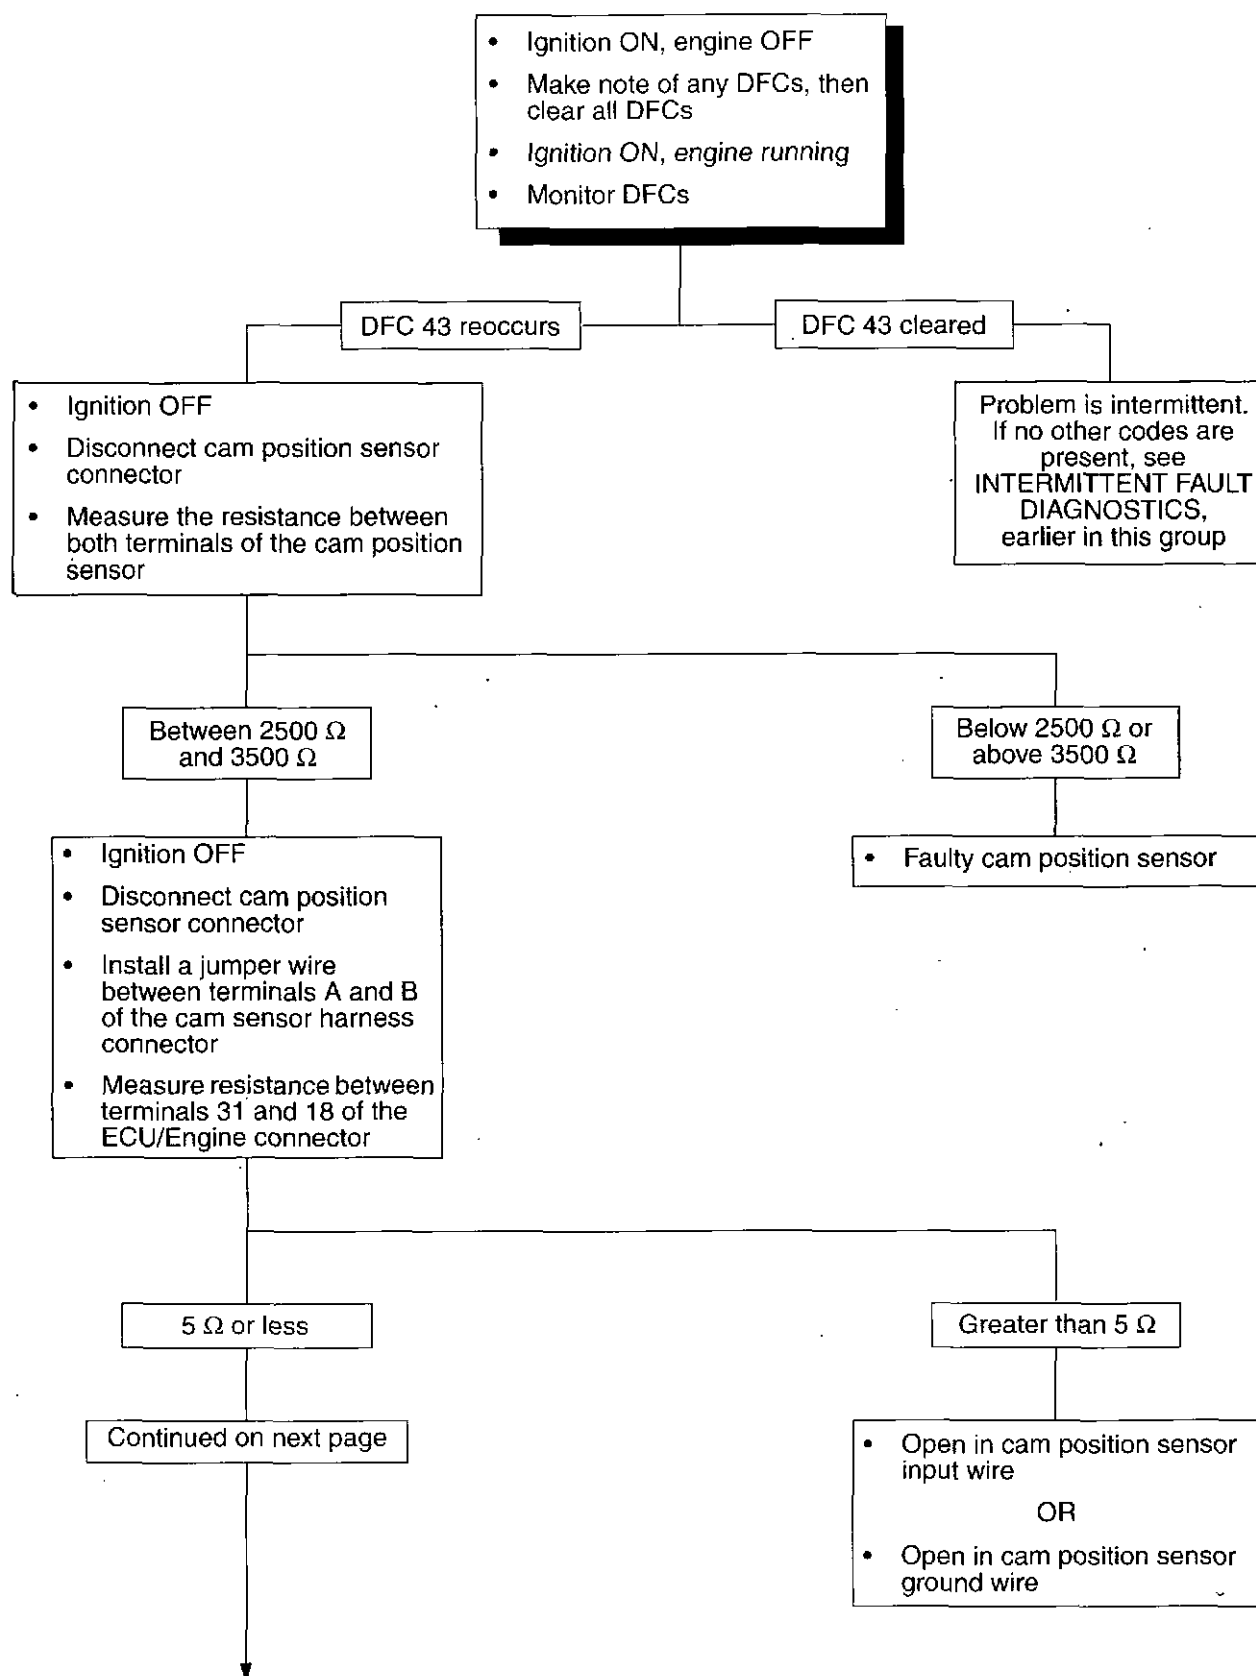 • Ignition ON, engine OFF
• Make note of any DFCs, then
clear all DFCs
• Ignition ON, engine running
• Monitor DFCs
DFC 43 reoccurs
DFC 43 cleared
• Ignition OFF
• Disconnect cam position sensor
connector
• Measure the resistance between
both terminals of the cam position
sensor
Problem is intermittent.
If no other codes are
present, see
INTERMITTENT FAULT
DIAGNOSTICS,
earlier in this group
Between 2500 Ω
and 3500 Ω
Below 2500 Ω or
above 3500 Ω
• Ignition OFF
• Disconnect cam position
sensor connector
• Install a jumper wire
between terminals A and B
of the cam sensor harness
connector
• Measure resistance between
terminals 31 and 18 of the
ECU/Engine connector
• Faulty cam position sensor
5 Ω or less
Greater than 5 Ω
Continued on next page
• Open in cam position sensor
input wire
OR
• Open in cam position sensor
ground wire